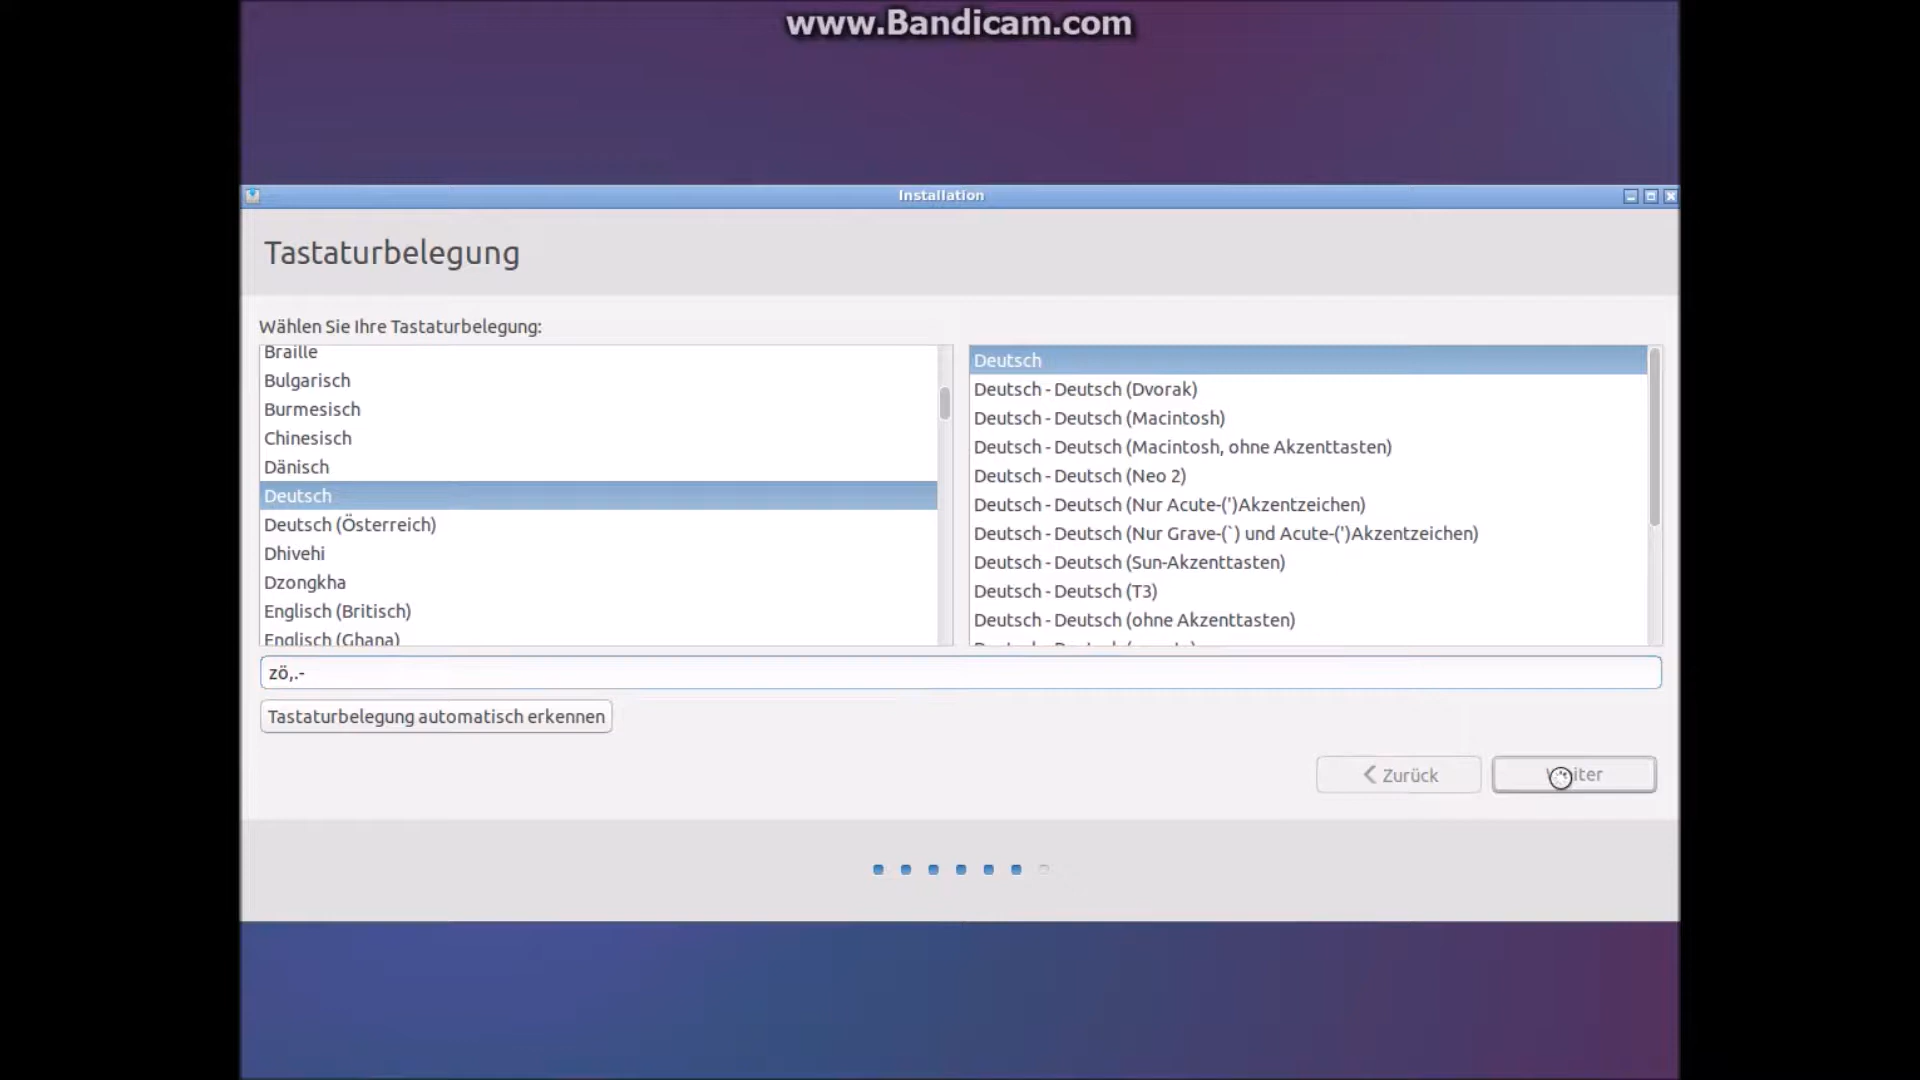 www.Bandicam.com
Installation
Tastaturbelegung
Wählen Sie Ihre Tastaturbelegung:
Braille
Bulgarisch
Burmesisch
Chinesisch
Dänisch
Deutsch
Deutsch (Österreich)
Dhivehi
Dzongkha
Englisch (Britisch)
Englisch (Ghana)
Deutsch
Deutsch - Deutsch (Dvorak)
Deutsch - Deutsch (Macintosh)
Deutsch - Deutsch (Macintosh, ohne Akzenttasten)
Deutsch - Deutsch (Neo 2)
Deutsch - Deutsch (Nur Acute-(')Akzentzeichen)
Deutsch - Deutsch (Nur Grave-(`) und Acute-(')Akzentzeichen)
Deutsch - Deutsch (Sun-Akzenttasten)
Deutsch - Deutsch (T3)
Deutsch - Deutsch (ohne Akzenttasten)
zö,.-
Tastaturbelegung automatisch erkennen
Zurück
Weiter